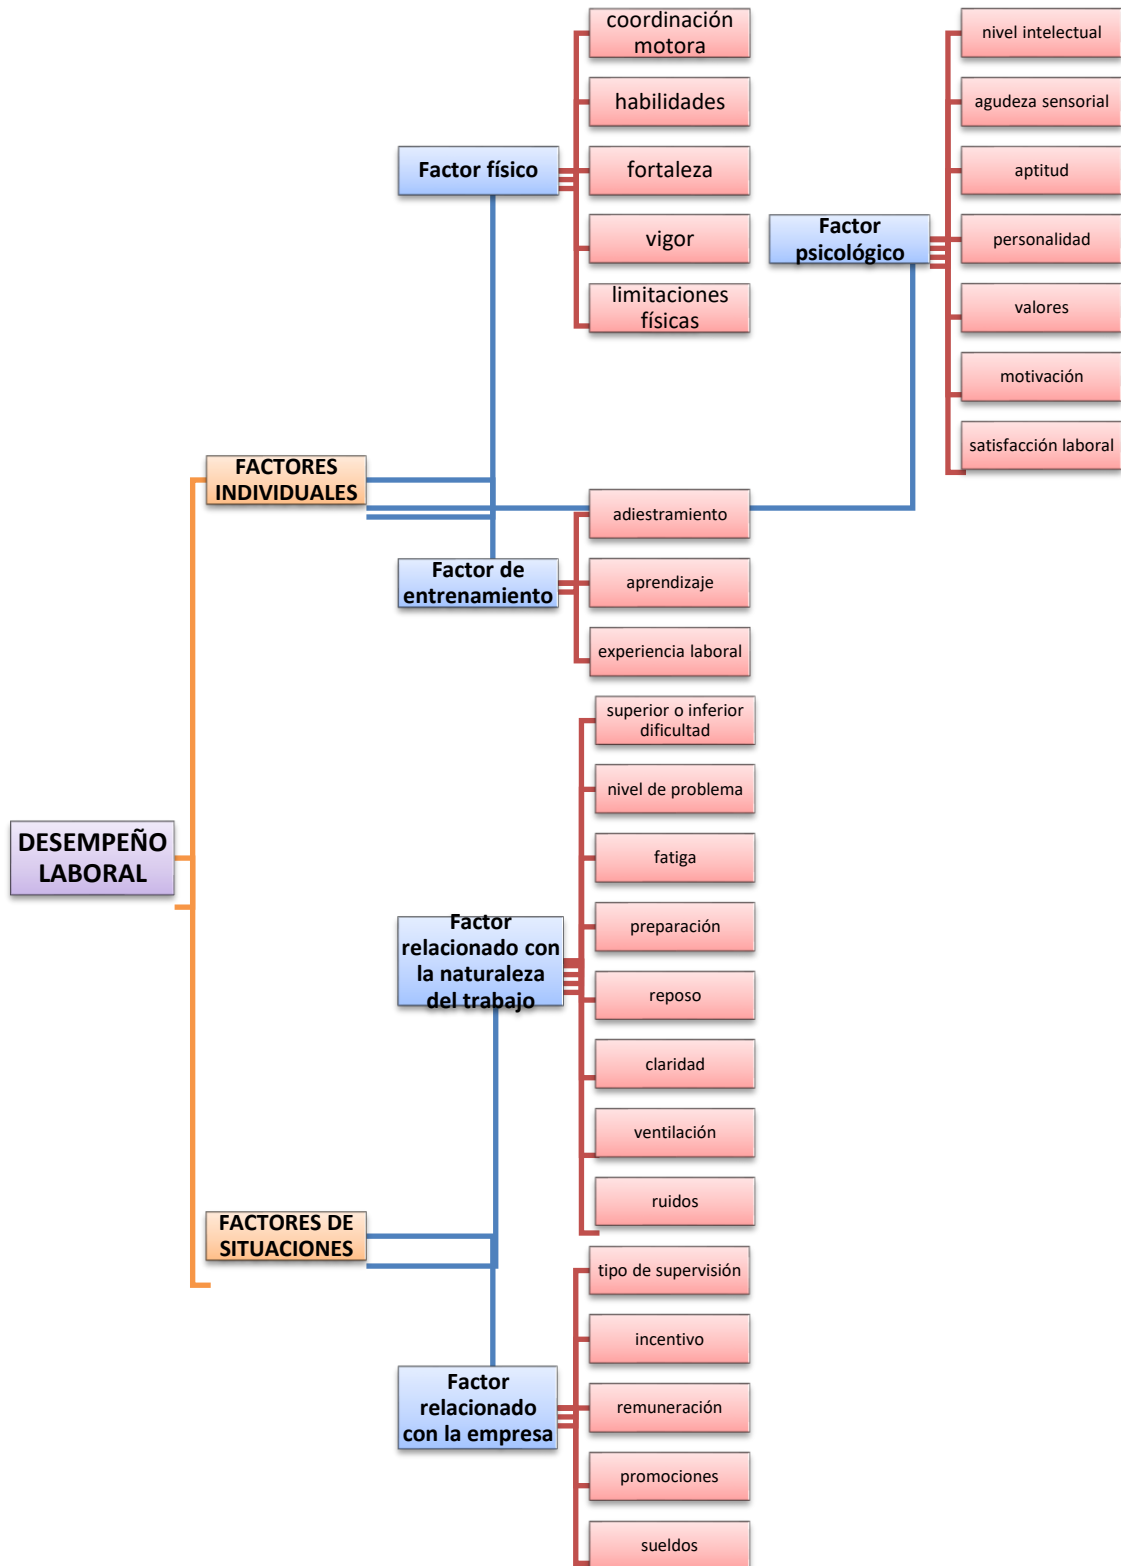 DESEMPEÑO
LABORAL
FACTORES
INDIVIDUALES
Factor físico
coordinación
motora
habilidades
fortaleza
vigor
limitaciones
físicas
Factor
psicológico
nivel intelectual
agudeza sensorial
aptitud
personalidad
valores
motivación
satisfacción laboral
Factor de
entrenamiento
adiestramiento
aprendizaje
experiencia laboral
FACTORES DE
SITUACIONES
Factor
relacionado con
la naturaleza
del trabajo
superior o inferior
dificultad
nivel de problema
fatiga
preparación
reposo
claridad
ventilación
ruidos
Factor
relacionado
con la empresa
tipo de supervisión
incentivo
remuneración
promociones
sueldos